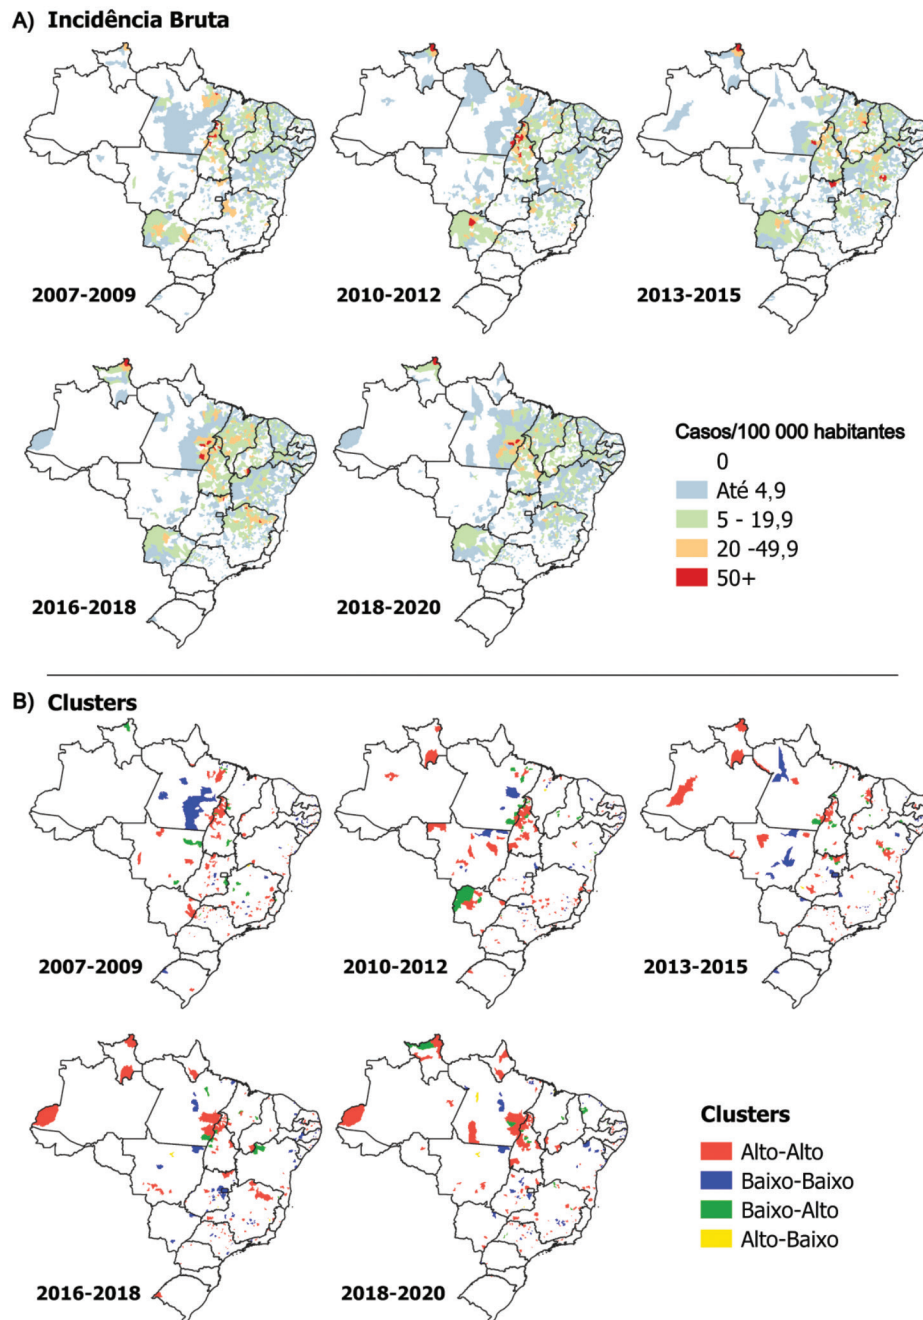 A) Incidência Bruta
2007-2009
2010-2012
2013-2015
2016-2018
2018-2020
Casos/100 000 habitantes
0
Até 4,9
5 - 19,9
20 -49,9
50+
B) Clusters
2007-2009
2010-2012
2013-2015
2016-2018
2018-2020
Clusters
Alto-Alto
Baixo-Baixo
Baixo-Alto
Alto-Baixo